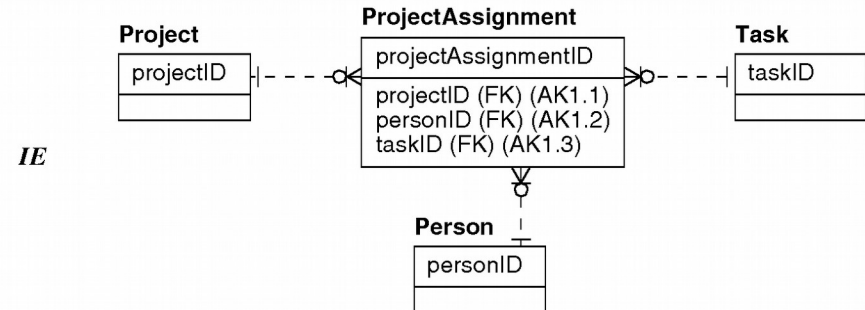 ProjectAssignment
Project
Task
projectID
projectAssignmentID
taskID
projectID (FK) (AK1.1)
personID (FK) (AK1.2)
taskID (FK) (AK1.3)
IE
Person
personID